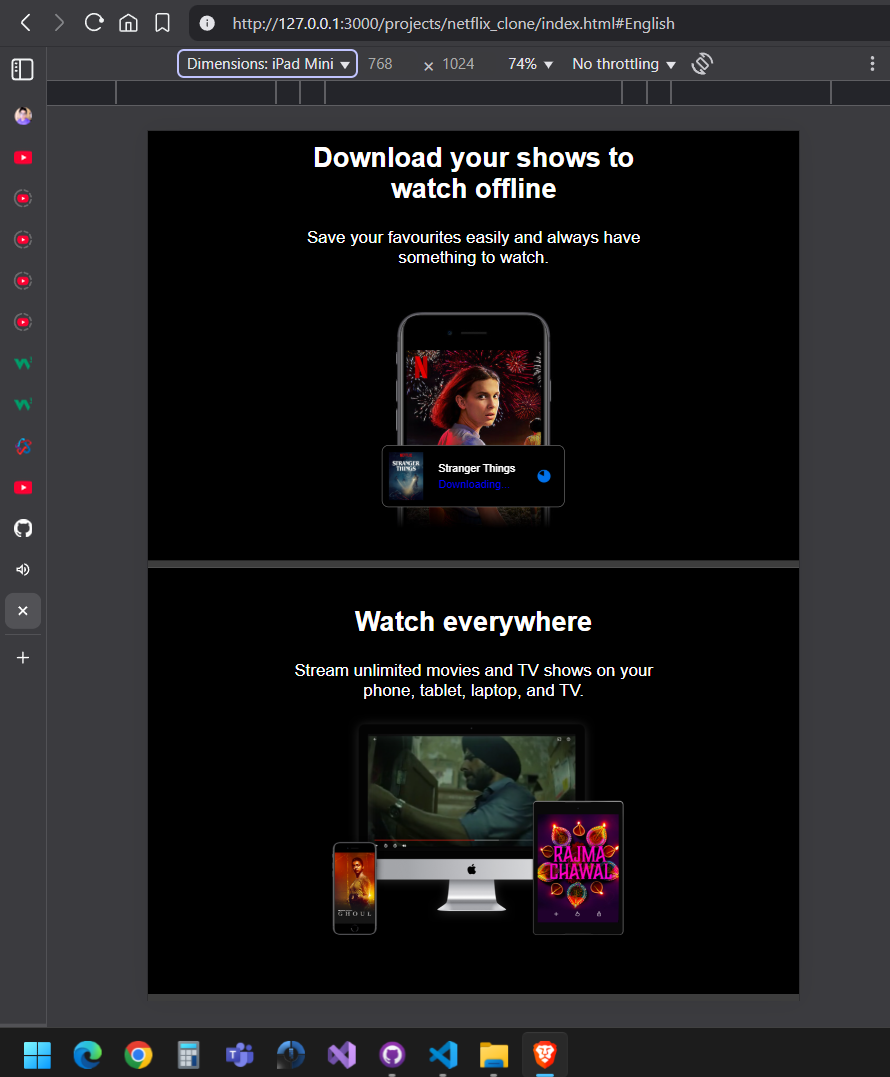 http://127.0.0.1:3000/projects/netflix_clone/index.html#English
Dimensions: iPad Mini 768 × 1024 74% No throttling
Download your shows to
watch offline
Save your favourites easily and always have
something to watch.
N
STRANGER
THINGS
Stranger Things
Downloading...
Watch everywhere
Stream unlimited movies and TV shows on your
phone, tablet, laptop, and TV.
RAJMA
CHAWAL
GHOUL